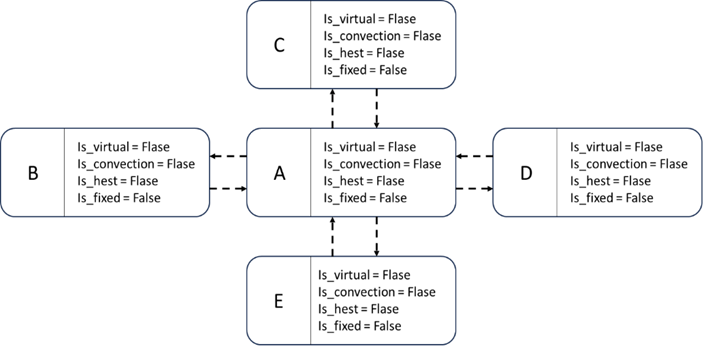 C
Is_virtual = Flase
Is_convection = Flase
Is_hest = Flase
Is_fixed = False
B
Is_virtual = Flase
Is_convection = Flase
Is_hest = Flase
Is_fixed = False
A
Is_virtual = Flase
Is_convection = Flase
Is_hest = Flase
Is_fixed = False
D
Is_virtual = Flase
Is_convection = Flase
Is_hest = Flase
Is_fixed = False
E
Is_virtual = Flase
Is_convection = Flase
Is_hest = Flase
Is_fixed = False